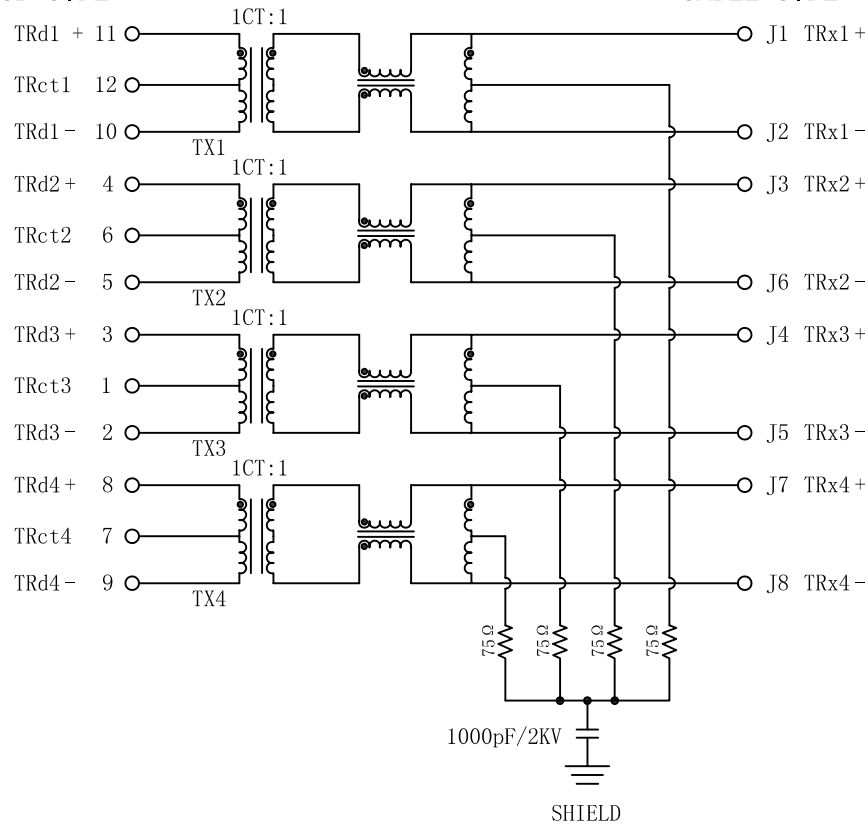 1CT:1
TRd1 + 11 J1 TRx1+
TRct1 12
TRd1- 10 J2 TRx1-
TX1
1CT:1
TRd2+ 4 J3 TRx2+
TRct2 6
TRd2- 5 J6 TRx2-
TX2
1CT:1
TRd3+ 3 J4 TRx3+
TRct3 1
TRd3- 2 J5 TRx3-
TX3
1CT:1
TRd4+ 8 J7 TRx4+
TRct4 7
TRd4- 9 J8 TRx4-
TX4
75Ω 75Ω 75Ω 75Ω
1000pF/2KV
SHIELD